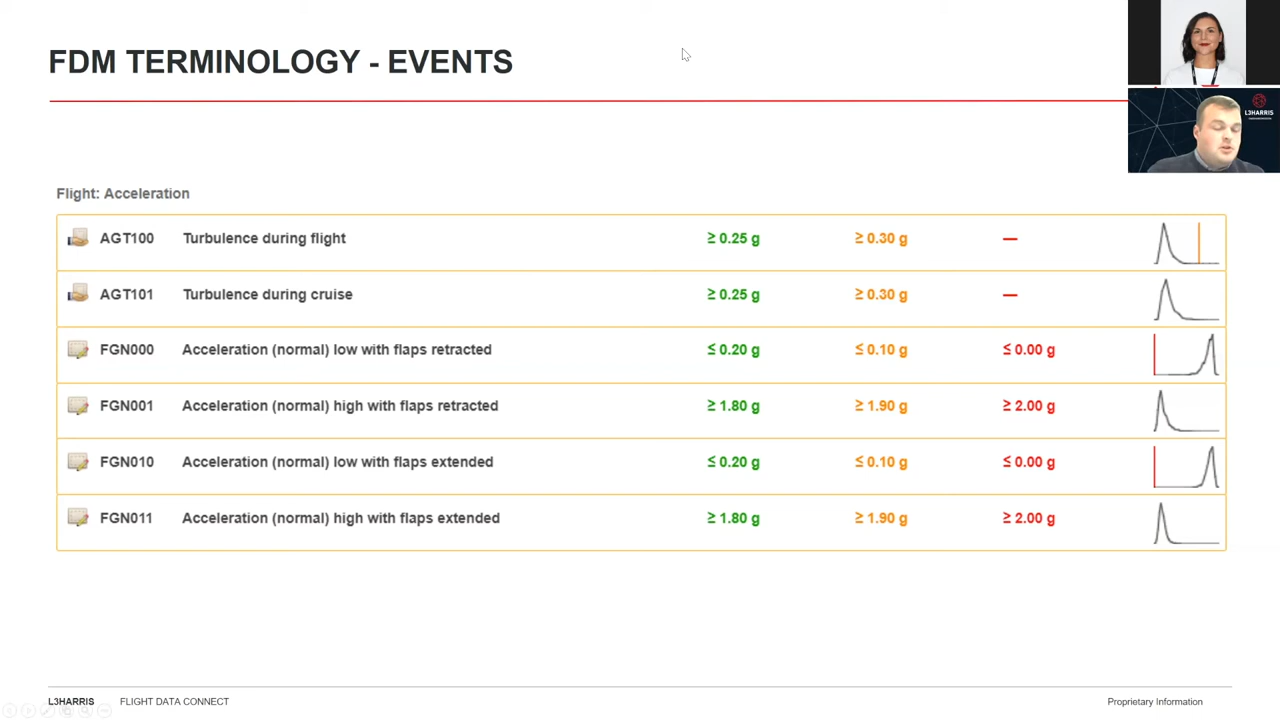 FDM TERMINOLOGY - EVENTS
L3HARRIS
Flight: Acceleration
AGT100 Turbulence during flight ≥ 0.25 g ≥ 0.30 g —
AGT101 Turbulence during cruise ≥ 0.25 g ≥ 0.30 g —
FGN000 Acceleration (normal) low with flaps retracted ≤ 0.20 g ≤ 0.10 g ≤ 0.00 g
FGN001 Acceleration (normal) high with flaps retracted ≥ 1.80 g ≥ 1.90 g ≥ 2.00 g
FGN010 Acceleration (normal) low with flaps extended ≤ 0.20 g ≤ 0.10 g ≤ 0.00 g
FGN011 Acceleration (normal) high with flaps extended ≥ 1.80 g ≥ 1.90 g ≥ 2.00 g
L3HARRIS FLIGHT DATA CONNECT Proprietary Information